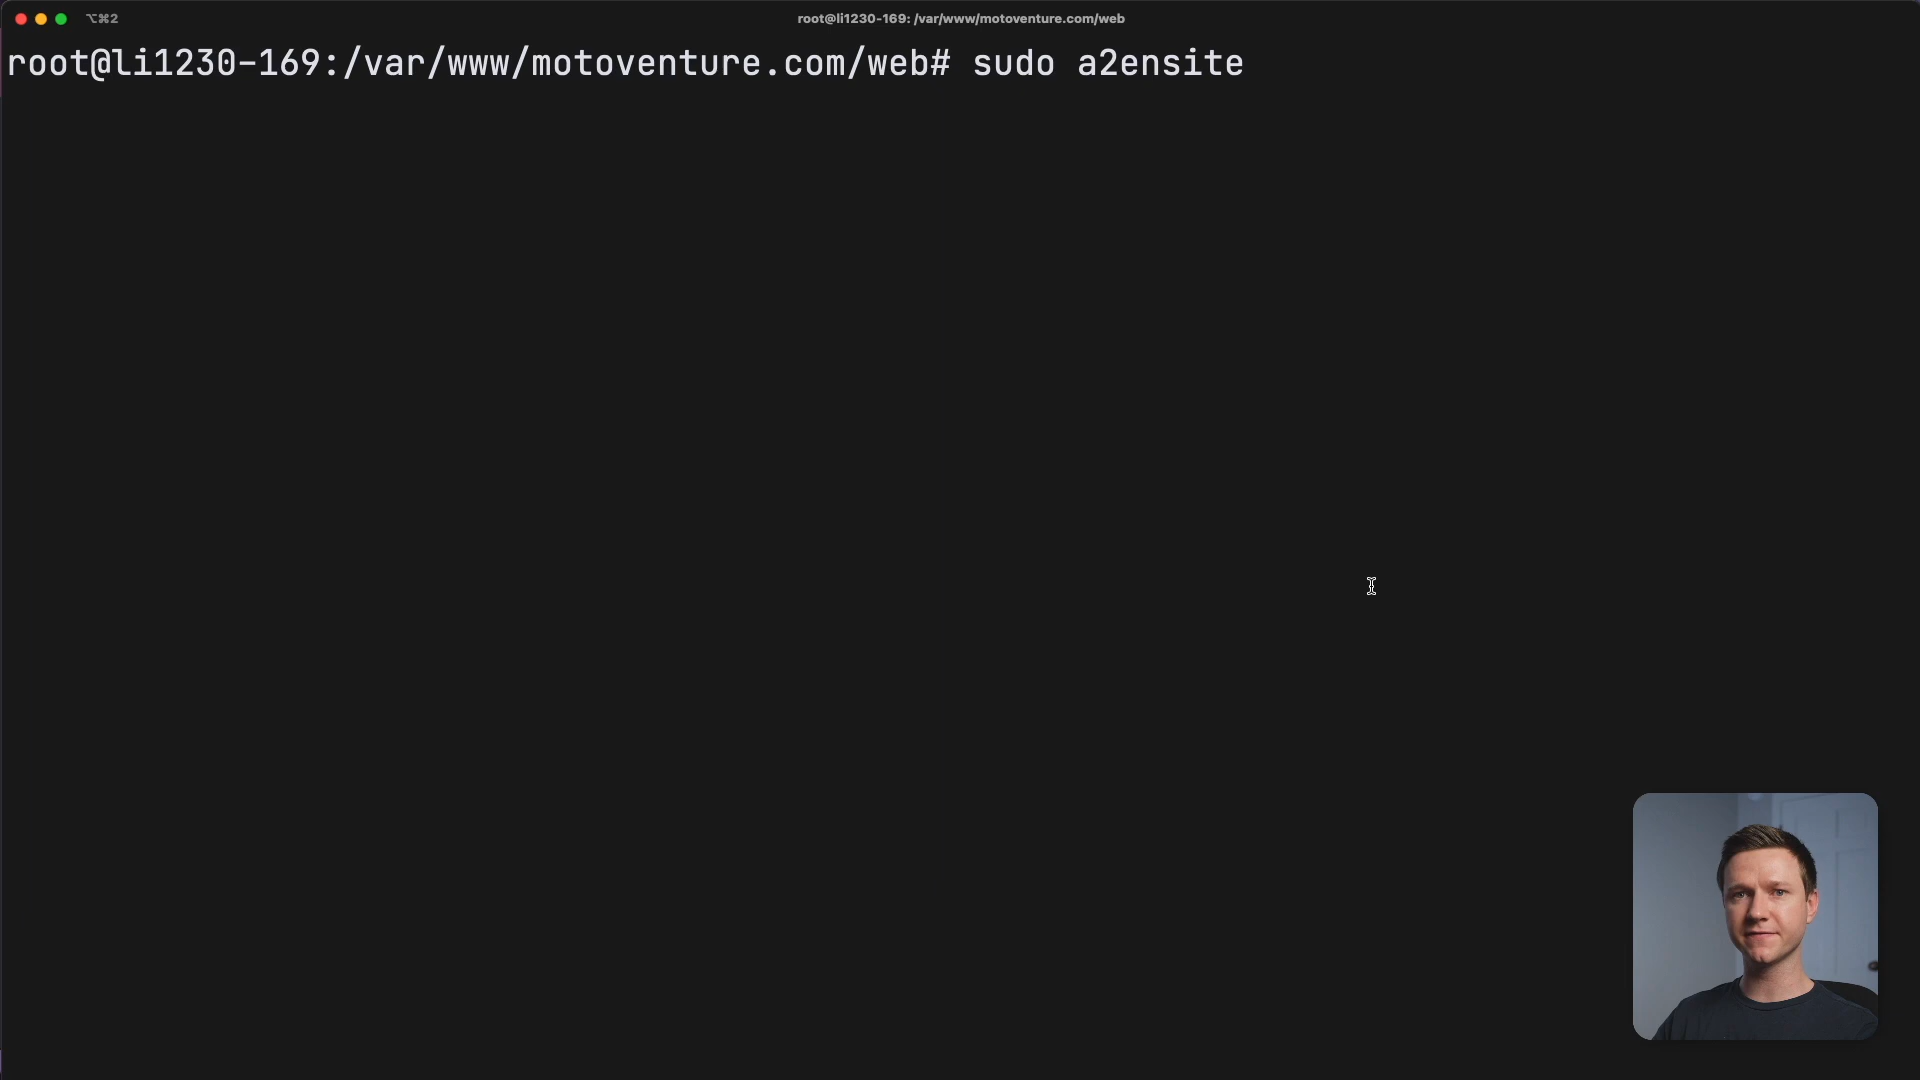 ⌥⌘2
root@li1230-169: /var/www/motoventure.com/web
root@li1230-169:/var/www/motoventure.com/web# sudo a2ensite